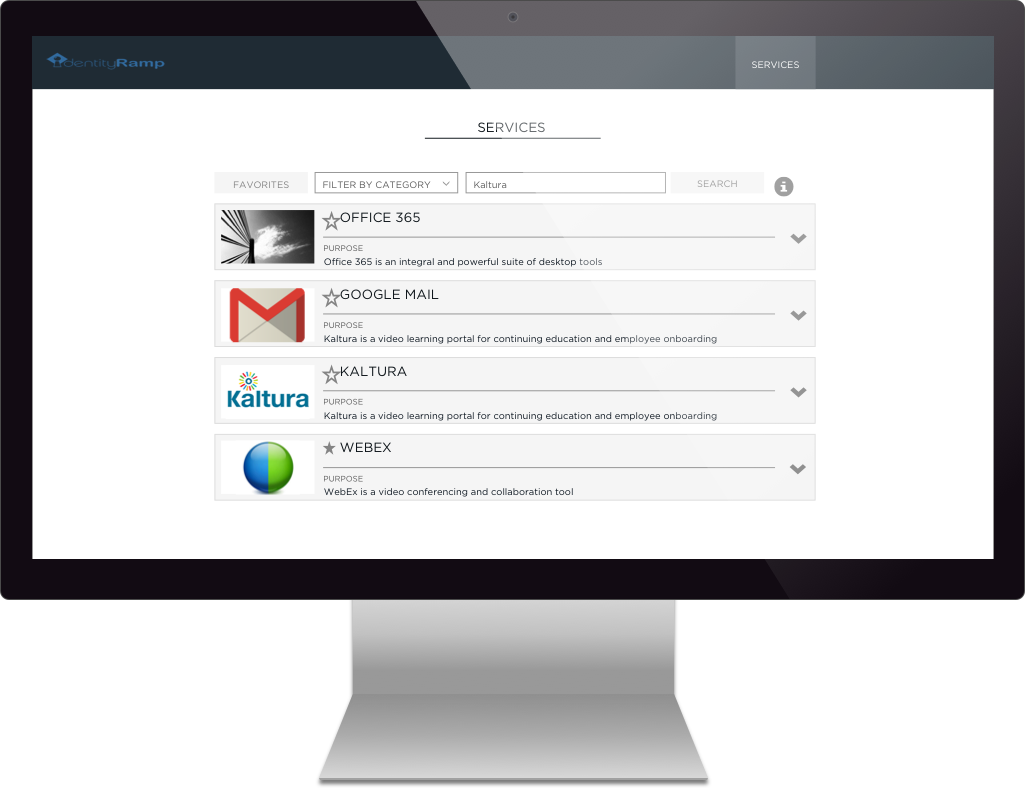 IdentityRamp
SERVICES
SERVICES
FAVORITES
FILTER BY CATEGORY
Kaltura
SEARCH
i
OFFICE 365
PURPOSE
Office 365 is an integral and powerful suite of desktop tools
GOOGLE MAIL
PURPOSE
Kaltura is a video learning portal for continuing education and employee onboarding
Kaltura
KALTURA
PURPOSE
Kaltura is a video learning portal for continuing education and employee onboarding
WEBEX
PURPOSE
WebEx is a video conferencing and collaboration tool